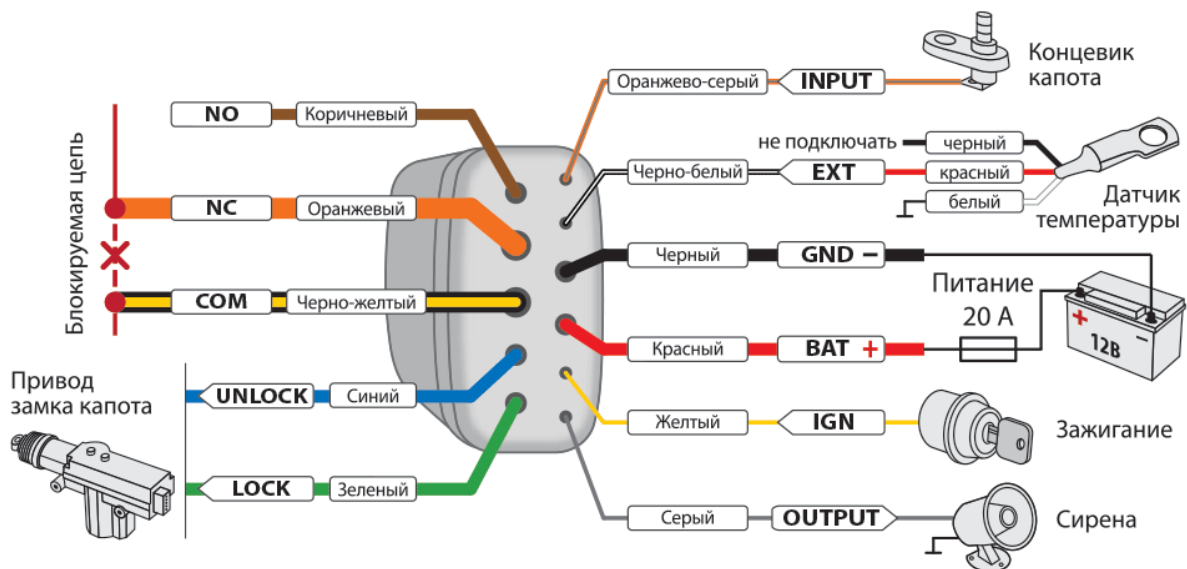 Концевик
капота
Оранжево-серый
INPUT
NO
Коричневый
не подключать
черный
Черно-белый
EXT
красный
белый
Датчик
температуры
Блокируемая цепь
NC
Оранжевый
Черный
GND −
Питание
20 А
COM
Черно-желтый
Красный
BAT +
+ −
12В
Привод
замка капота
UNLOCK
Синий
Желтый
IGN
Зажигание
LOCK
Зеленый
Серый
OUTPUT
Сирена